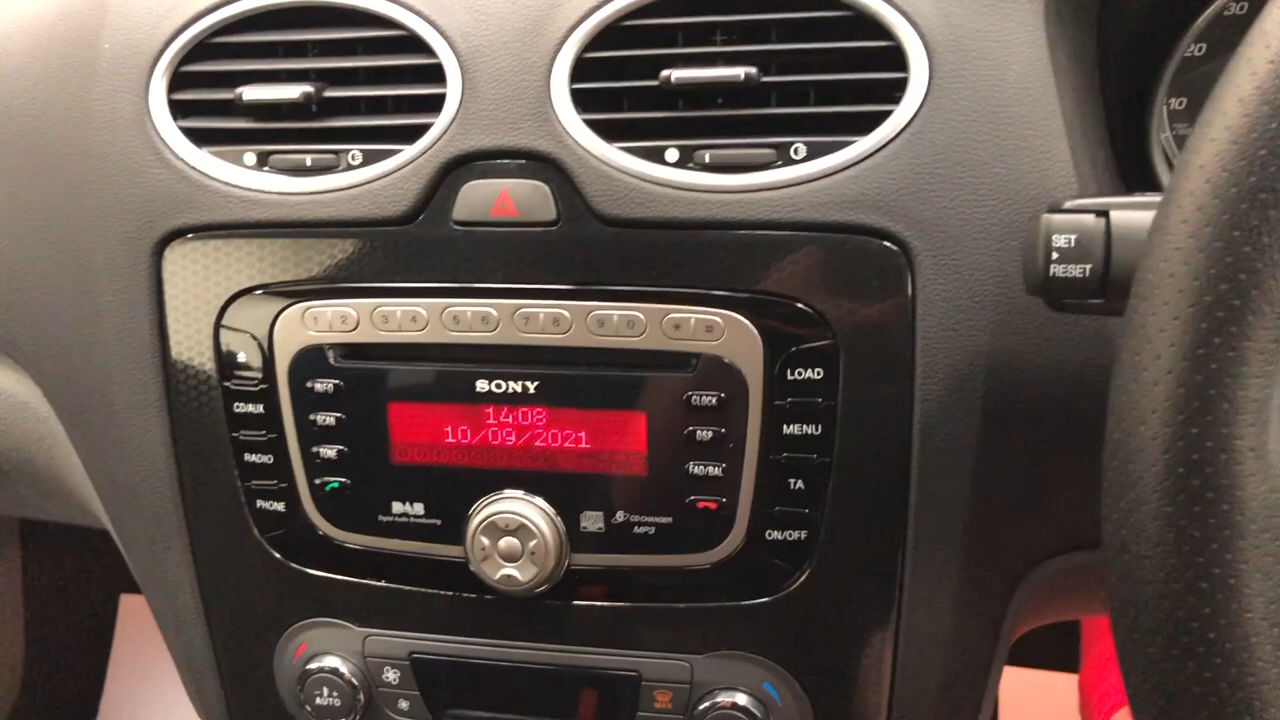 30
20
10
SET
RESET
1 2 3 4 5 6 7 8 9 0 * #
SONY
14:08
10/09/2021
INFO
SCAN
TONE
CLOCK
DSP
FAD/BAL
CD/AUX
RADIO
PHONE
LOAD
MENU
TA
ON/OFF
DAB
Digital Audio Broadcasting
6 CD CHANGER
MP3
AUTO
MAX